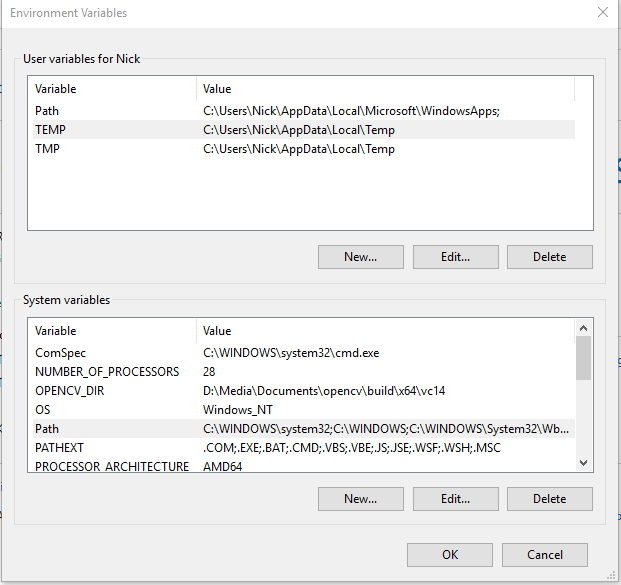 Environment Variables
User variables for Nick
Variable Value
Path C:\Users\Nick\AppData\Local\Microsoft\WindowsApps;
TEMP C:\Users\Nick\AppData\Local\Temp
TMP C:\Users\Nick\AppData\Local\Temp
New... Edit... Delete
System variables
Variable Value
ComSpec C:\WINDOWS\system32\cmd.exe
NUMBER_OF_PROCESSORS 28
OPENCV_DIR D:\Media\Documents\opencv\build\x64\vc14
OS Windows_NT
Path C:\WINDOWS\system32;C:\WINDOWS;C:\WINDOWS\System32\Wb...
PATHEXT .COM;.EXE;.BAT;.CMD;.VBS;.VBE;.JS;.JSE;.WSF;.WSH;.MSC
PROCESSOR_ARCHITECTURE AMD64
New... Edit... Delete
OK Cancel